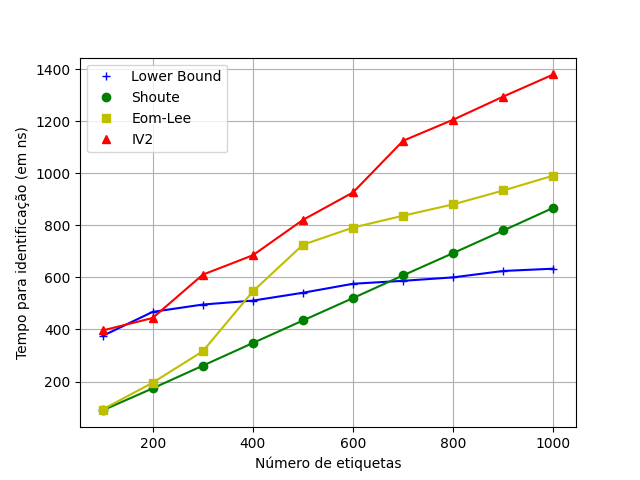 Lower Bound
Shoute
Eom-Lee
IV2
1400
1200
1000
800
600
400
200
Tempo para identificação (em ns)
200 400 600 800 1000
Número de etiquetas